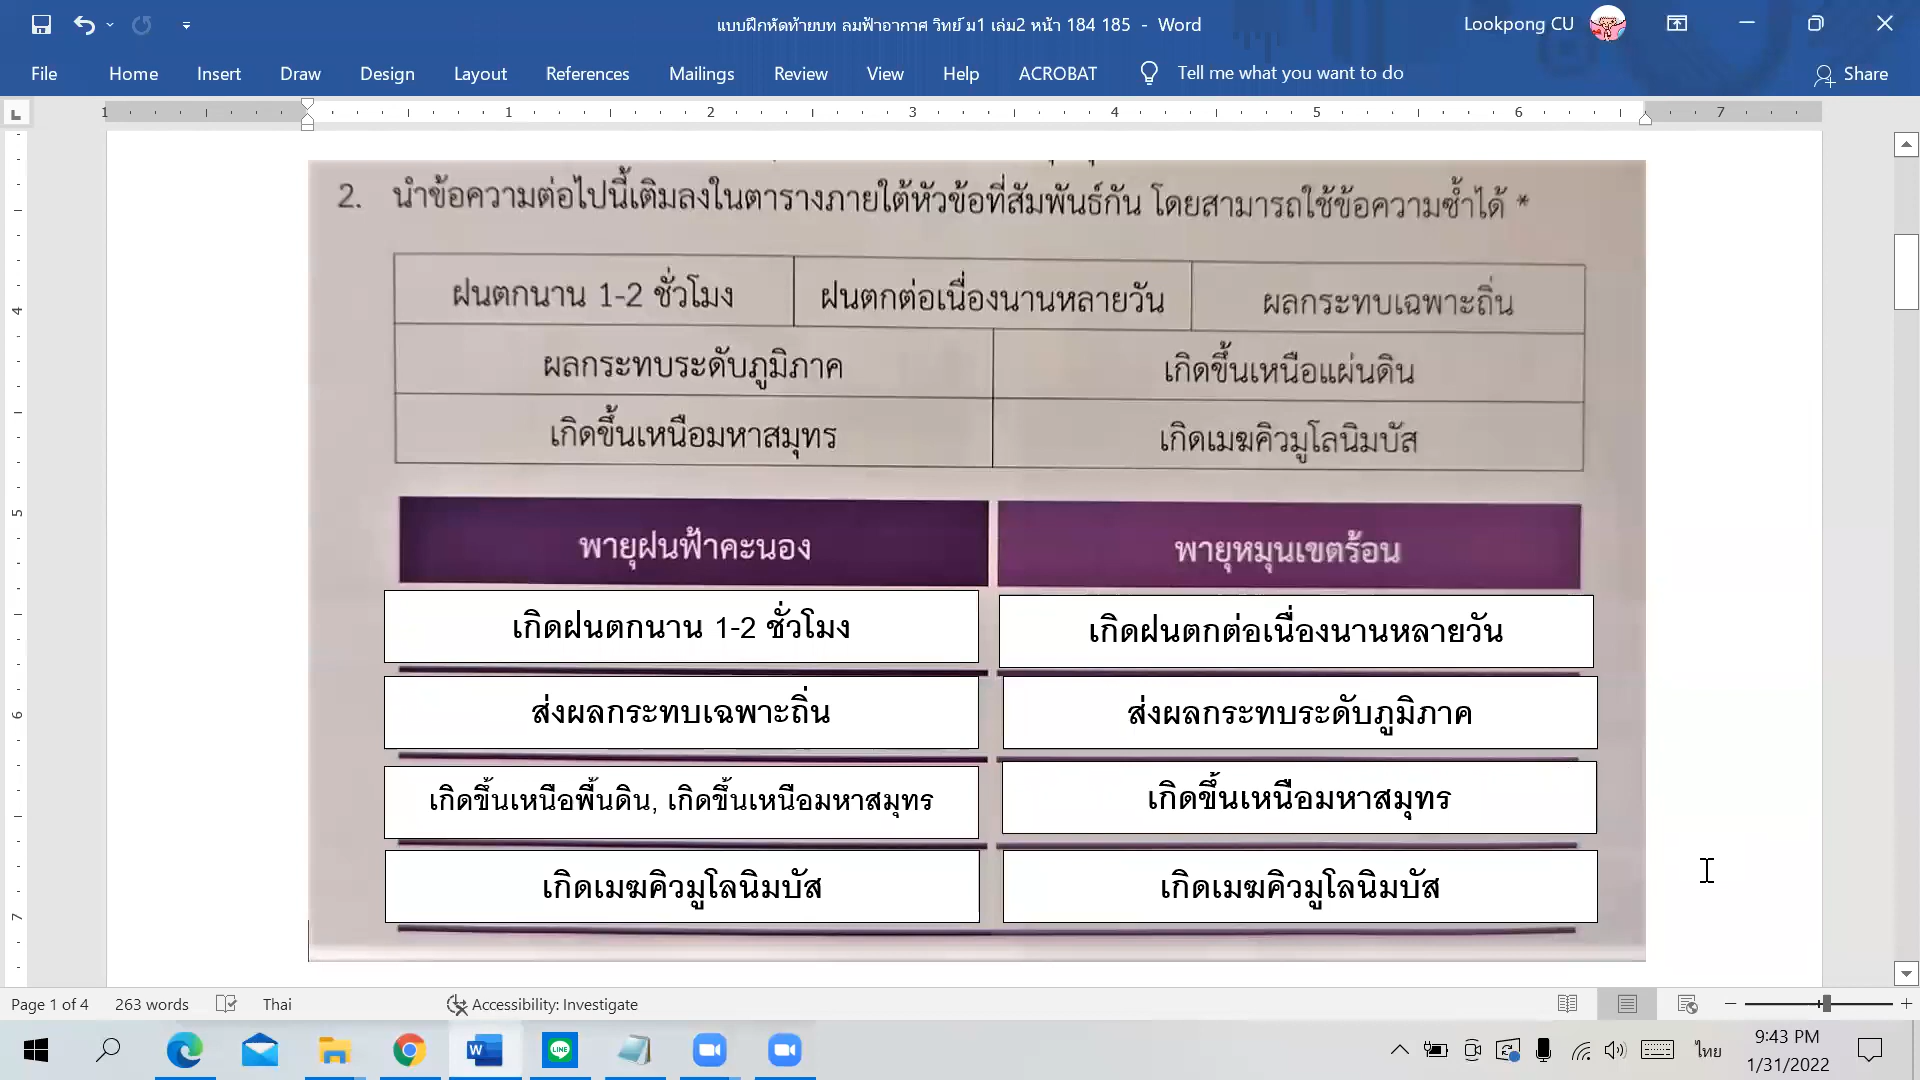 แบบฝึกหัดท้ายบท ลมฟ้าอากาศ วิทย์ ม1 เล่ม2 หน้า 184 185 - Word
Lookpong CU
File Home Insert Draw Design Layout References Mailings Review View Help ACROBAT Tell me what you want to do Share
1 1 2 3 4 5 6 7
2. นำข้อความต่อไปนี้เติมลงในตารางภายใต้หัวข้อที่สัมพันธ์กัน โดยสามารถใช้ข้อความซ้ำได้ *
ฝนตกนาน 1-2 ชั่วโมง ฝนตกต่อเนื่องนานหลายวัน ผลกระทบเฉพาะถิ่น
4
ผลกระทบระดับภูมิภาค เกิดขึ้นเหนือแผ่นดิน
เกิดขึ้นเหนือมหาสมุทร เกิดเมฆคิวมูโลนิมบัส
5
พายุฝนฟ้าคะนอง พายุหมุนเขตร้อน
เกิดฝนตกนาน 1-2 ชั่วโมง เกิดฝนตกต่อเนื่องนานหลายวัน
6
ส่งผลกระทบเฉพาะถิ่น ส่งผลกระทบระดับภูมิภาค
เกิดขึ้นเหนือพื้นดิน, เกิดขึ้นเหนือมหาสมุทร เกิดขึ้นเหนือมหาสมุทร
เกิดเมฆคิวมูโลนิมบัส เกิดเมฆคิวมูโลนิมบัส
7
Page 1 of 4 263 words Thai Accessibility: Investigate
W LINE ไทย 9:43 PM
1/31/2022